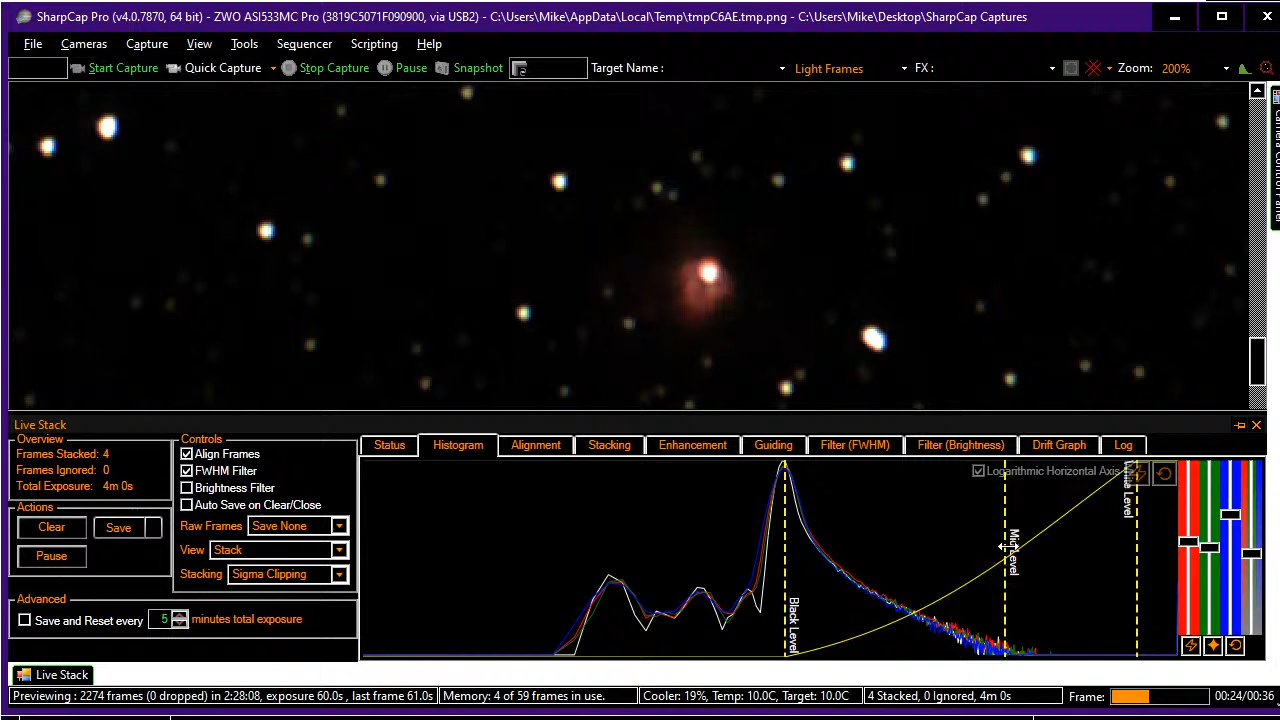 SharpCap Pro (v4.0.7870, 64 bit) - ZWO ASI533MC Pro (3819C5071F090900, via USB2) - C:\Users\Mike\AppData\Local\Temp\tmpC6AE.tmp.png - C:\Users\Mike\Desktop\SharpCap Captures
File Cameras Capture View Tools Sequencer Scripting Help
Start Capture Quick Capture Stop Capture Pause Snapshot Target Name : Light Frames FX : Zoom: 200%
Live Stack
Overview
Frames Stacked: 4
Frames Ignored: 0
Total Exposure: 4m 0s
Actions
Clear Save
Pause
Controls
Align Frames
FWHM Filter
Brightness Filter
Auto Save on Clear/Close
Raw Frames Save None
View Stack
Stacking Sigma Clipping
Advanced
Save and Reset every 5 minutes total exposure
Status Histogram Alignment Stacking Enhancement Guiding Filter (FWHM) Filter (Brightness) Drift Graph Log
Logarithmic Horizontal Axis
Black Level
Mid Level
White Level
Live Stack
Previewing : 2274 frames (0 dropped) in 2:28:08, exposure 60.0s , last frame 61.0s Memory: 4 of 59 frames in use. Cooler: 19%, Temp: 10.0C, Target: 10.0C 4 Stacked, 0 Ignored, 4m 0s Frame: 00:24/00:36